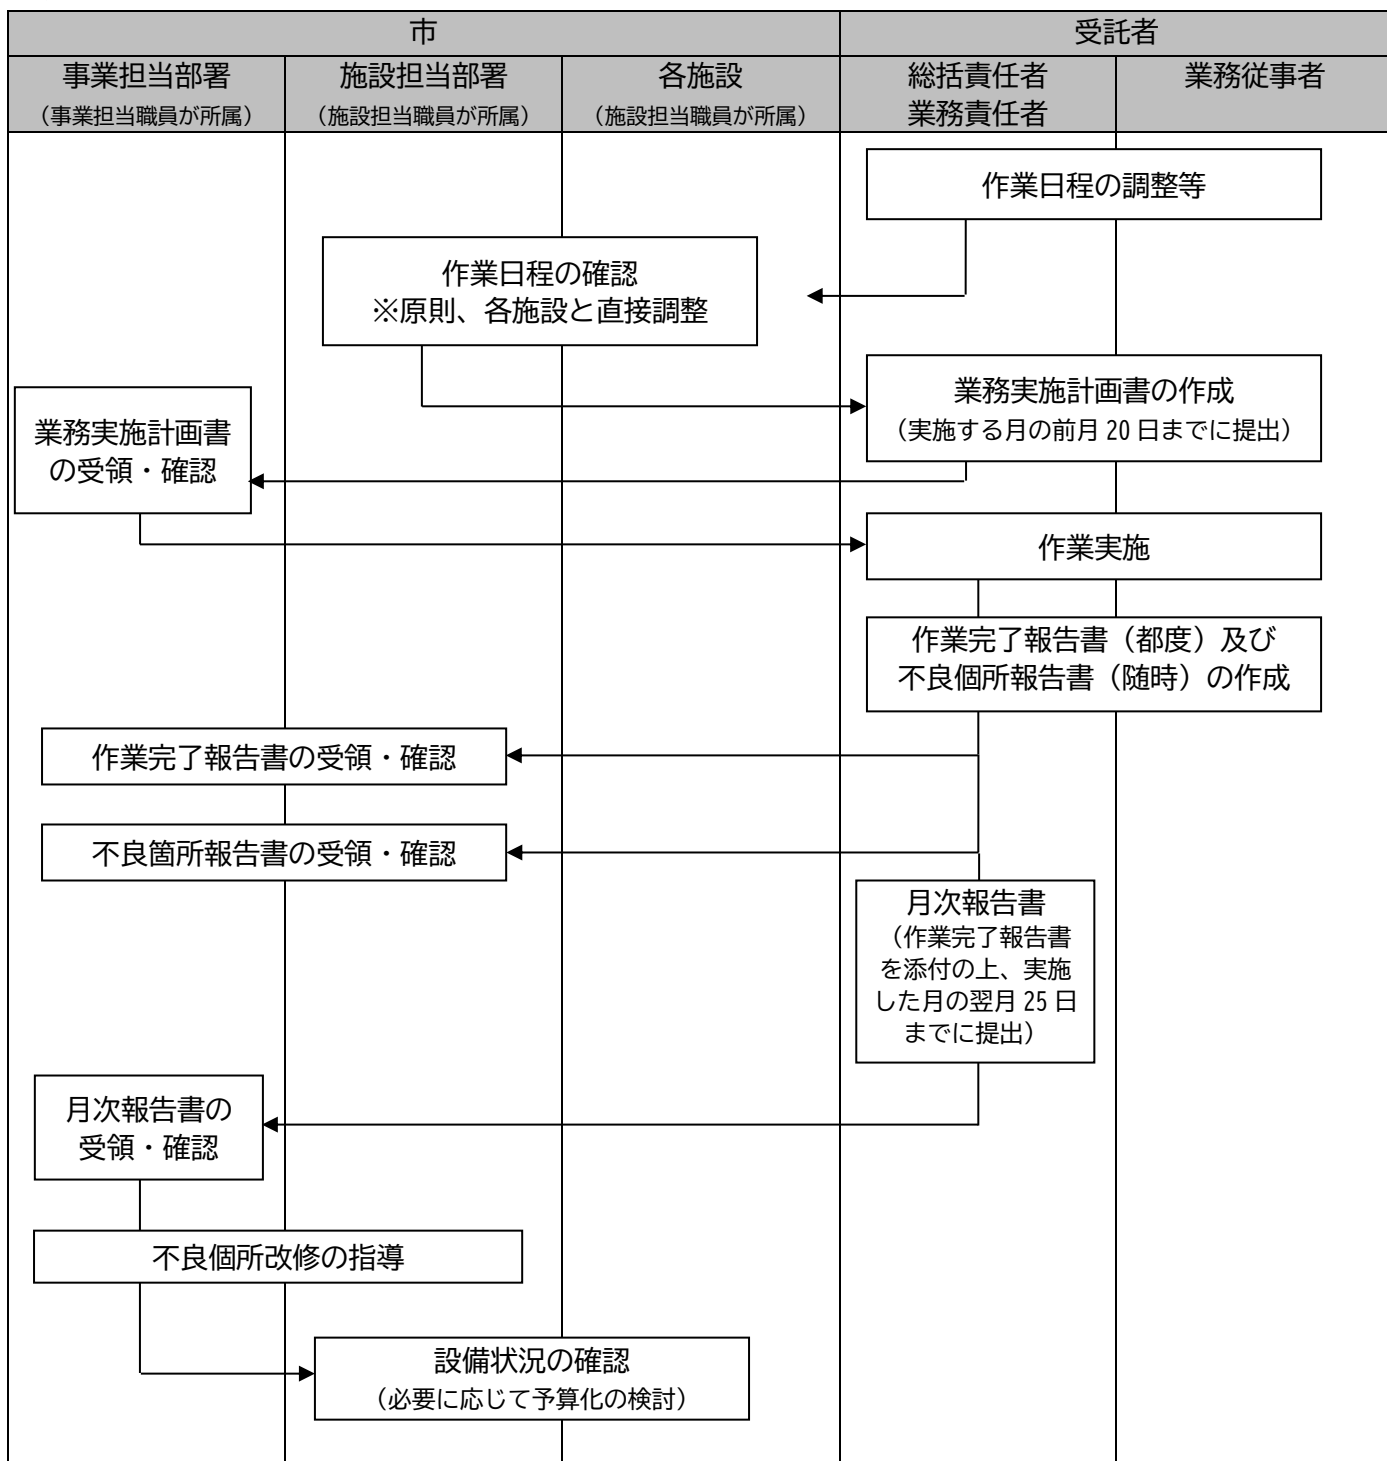 市
受託者
事業担当部署
（事業担当職員が所属）
施設担当部署
（施設担当職員が所属）
各施設
（施設担当職員が所属）
総括責任者
業務責任者
業務従事者
作業日程の調整等
作業日程の確認
※原則、各施設と直接調整
業務実施計画書の作成
（実施する月の前月 20 日までに提出）
業務実施計画書
の受領・確認
作業実施
作業完了報告書（都度）及び
不良個所報告書（随時）の作成
作業完了報告書の受領・確認
不良箇所報告書の受領・確認
月次報告書
（作業完了報告書
を添付の上、実施
した月の翌月 25 日
までに提出）
月次報告書の
受領・確認
不良個所改修の指導
設備状況の確認
（必要に応じて予算化の検討）